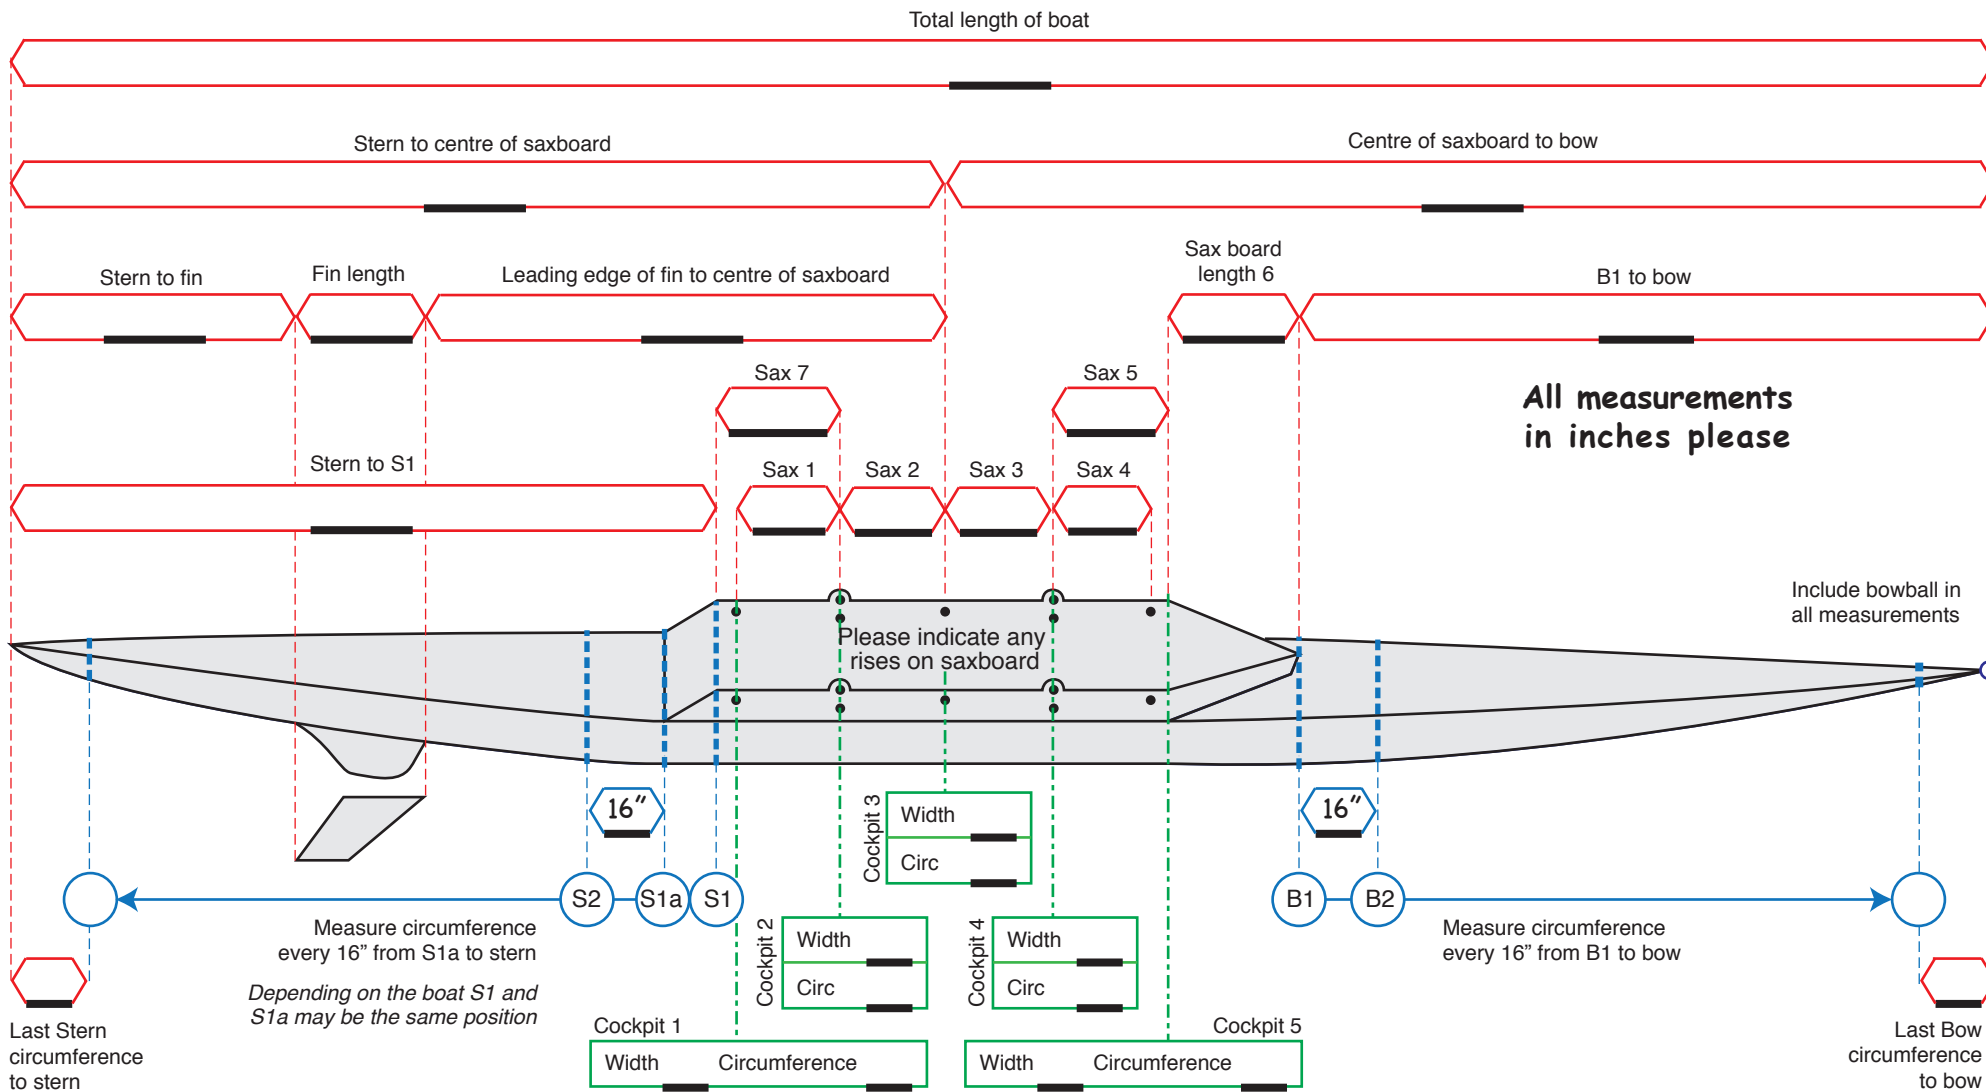 Total length of boat
Stern to centre of saxboard
Centre of saxboard to bow
Stern to fin
Fin length
Leading edge of fin to centre of saxboard
Sax board
length 6
B1 to bow
Sax 7
Sax 5
All measurements
in inches please
Stern to S1
Sax 1
Sax 2
Sax 3
Sax 4
Include bowball in
all measurements
Please indicate any
rises on saxboard
16”
16”
Cockpit 3
Width
Circ
S2
S1a
S1
B1
B2
Measure circumference
every 16” from S1a to stern
Depending on the boat S1 and
S1a may be the same position
Cockpit 2
Width
Circ
Cockpit 4
Width
Circ
Measure circumference
every 16” from B1 to bow
Last Stern
circumference
to stern
Cockpit 1
Width
Circumference
Cockpit 5
Width
Circumference
Last Bow
circumference
to bow